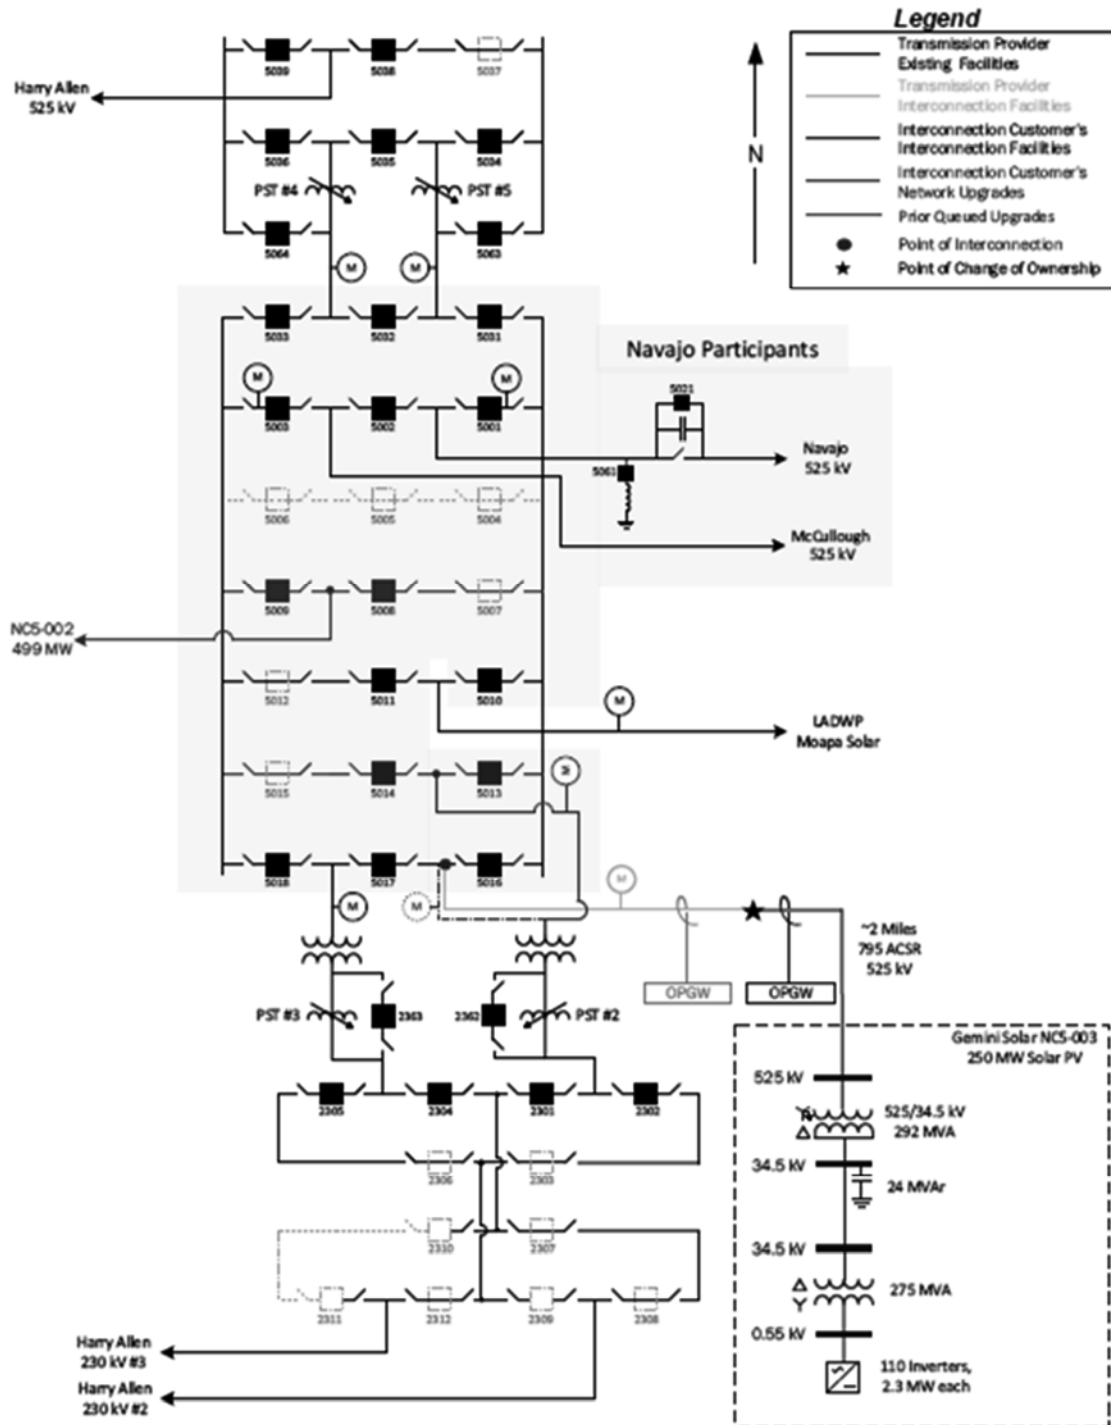 Legend
Transmission Provider
Existing Facilities
Transmission Provider
Interconnection Facilities
Interconnection Customer's
Interconnection Facilities
Interconnection Customer's
Network Upgrades
Prior Queued Upgrades
Point of Interconnection
Point of Change of Ownership
N
5039
5038
5037
Harry Allen
525 kV
5036
5035
5034
PST #4
PST #5
5064
5063
M
M
5033
5032
5031
Navajo Participants
M
M
5003
5002
5001
5021
Navajo
525 kV
5061
5006
5005
5004
McCullough
525 kV
5009
5008
5007
NC5-002
499 MW
5012
5011
5010
M
LADWP
Moapa Solar
5015
5014
5013
M
5018
5017
5016
M
M
M
~2 Miles
795 ACSR
525 kV
OPGW
OPGW
PST #3
2363
2362
PST #2
Gemini Solar NC5-003
250 MW Solar PV
525 kV
525/34.5 kV
292 MVA
34.5 kV
24 MVAr
34.5 kV
275 MVA
0.55 kV
110 Inverters,
2.3 MW each
2305
2304
2301
2302
2306
2303
2310
2307
2311
2312
2309
2308
Harry Allen
230 kV #3
Harry Allen
230 kV #2